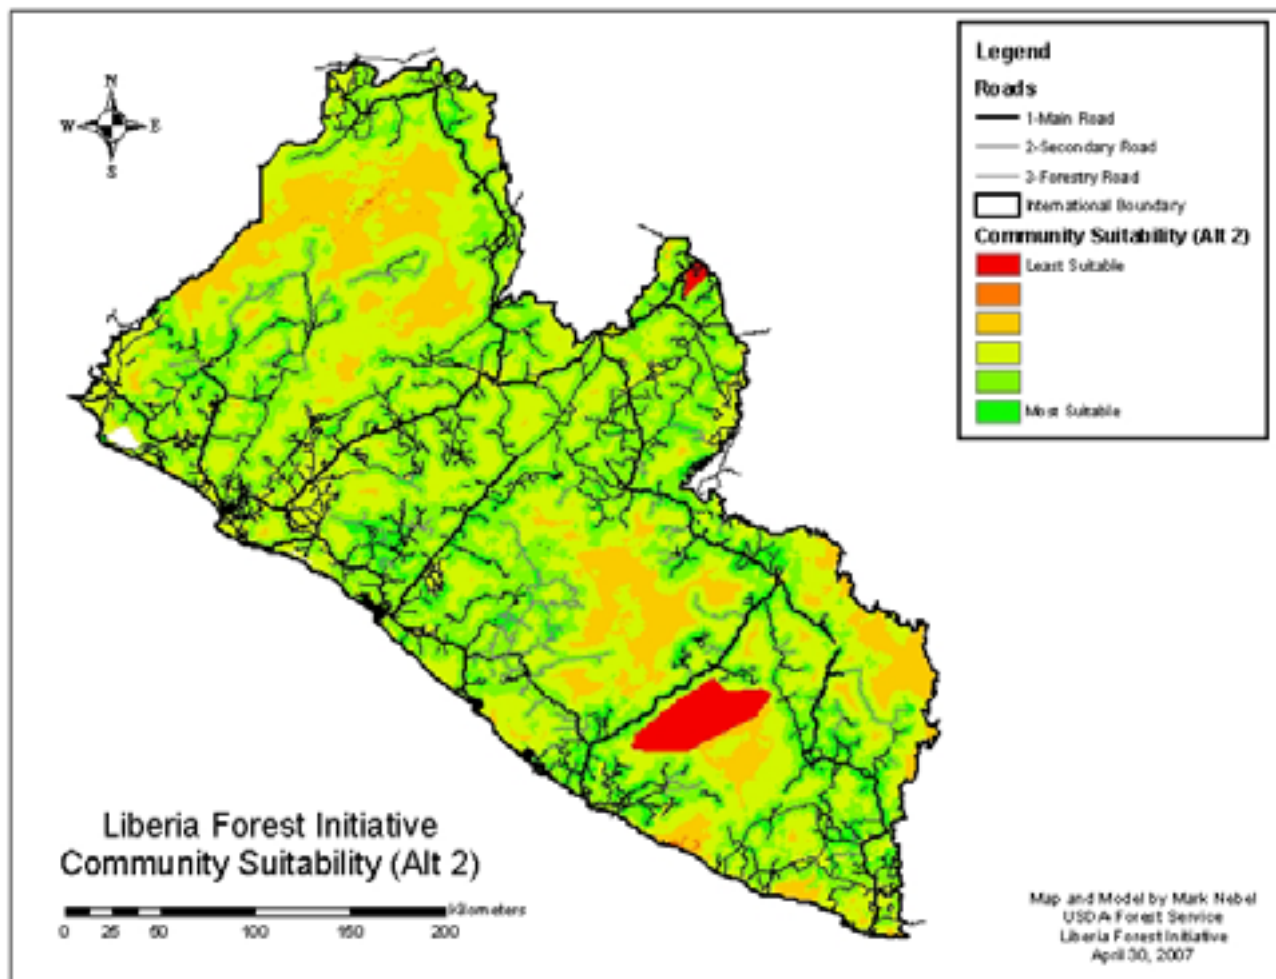 N
W E
S
Legend
Roads
1-Main Road
2-Secondary Road
3-Forestry Road
International Boundary
Community Suitability (Alt 2)
Least Suitable
Most Suitable
Liberia Forest Initiative
Community Suitability (Alt 2)
Kilometers
0 25 50 100 150 200
Map and Model by Mark Nebel
USDA Forest Service
Liberia Forest Initiative
April 30, 2007